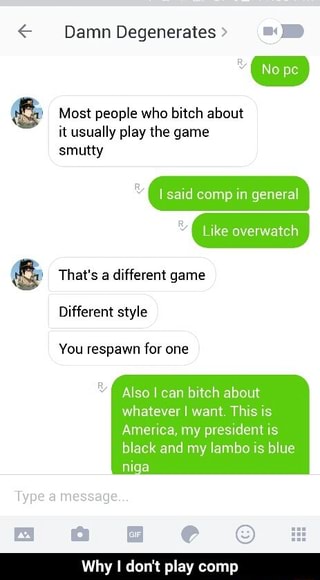 Damn Degenerates >
No pc
Most people who bitch about
it usually play the game
smutty
I said comp in general
Like overwatch
That's a different game
Different style
You respawn for one
Also I can bitch about
whatever I want. This is
America, my president is
black and my lambo is blue
niga
Type a message...
GIF
Why I don't play comp